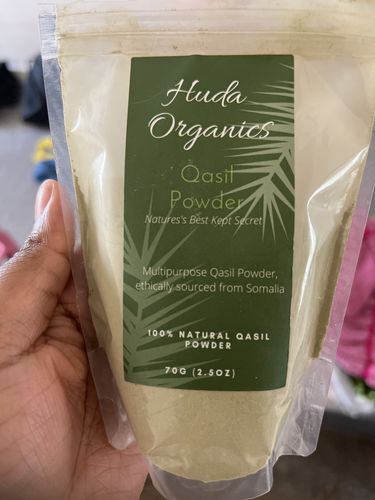 Huda
Organics
Qasil
Powder
Natures's Best Kept Secret
Multipurpose Qasil Powder,
ethically sourced from Somalia
100% NATURAL QASIL
POWDER
70G (2.5OZ)